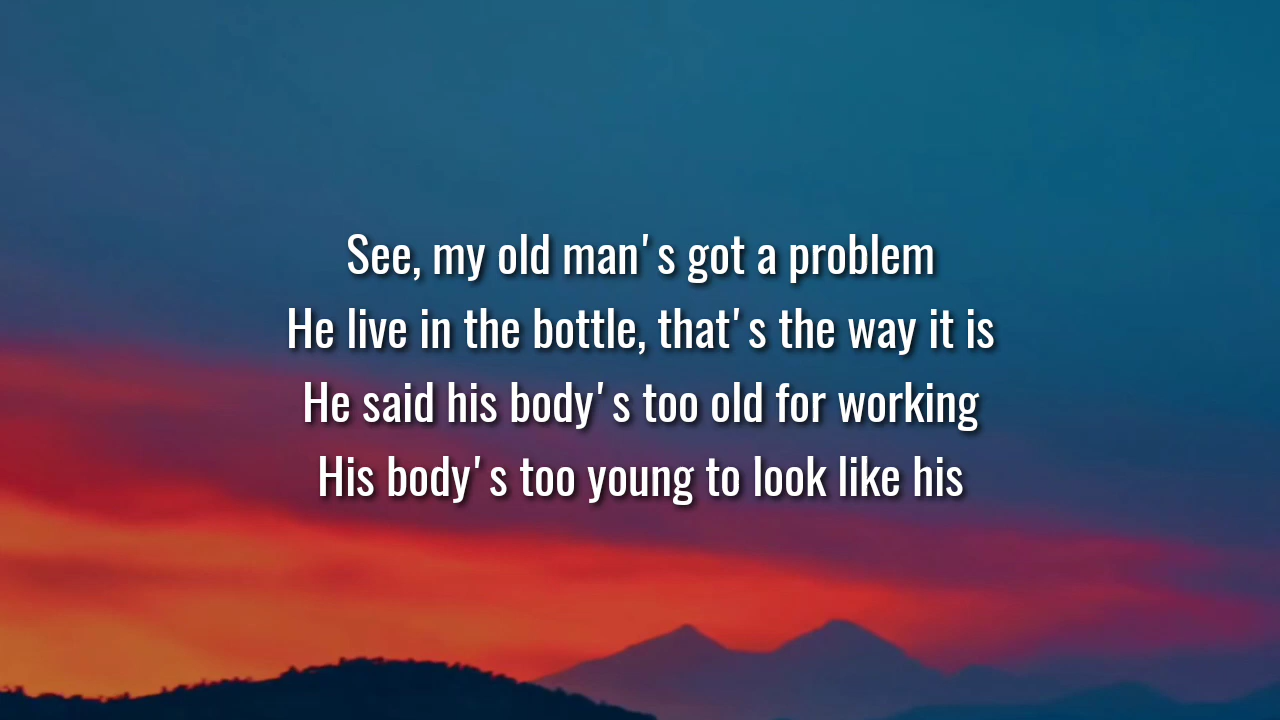 See, my old man's got a problem
He live in the bottle, that's the way it is
He said his body's too old for working
His body's too young to look like his